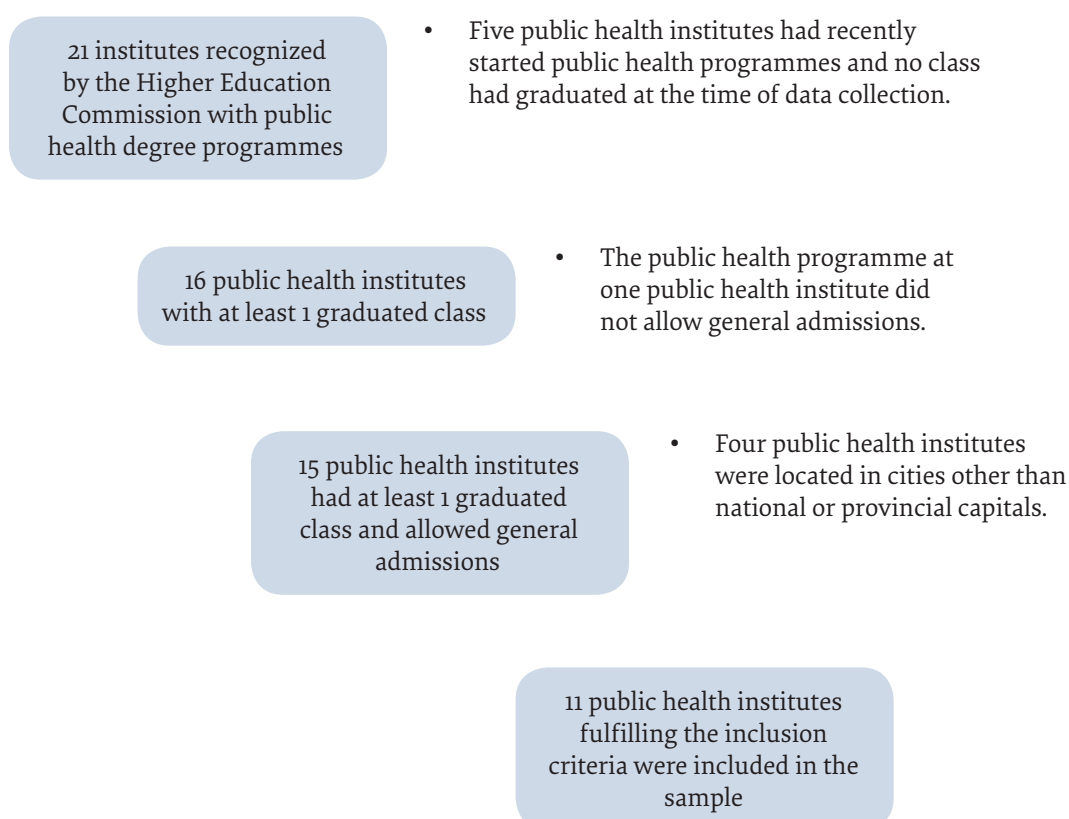 21 institutes recognized
by the Higher Education
Commission with public
health degree programmes
• Five public health institutes had recently
started public health programmes and no class
had graduated at the time of data collection.
16 public health institutes
with at least 1 graduated class
• The public health programme at
one public health institute did
not allow general admissions.
15 public health institutes
had at least 1 graduated
class and allowed general
admissions
• Four public health institutes
were located in cities other than
national or provincial capitals.
11 public health institutes
fulfilling the inclusion
criteria were included in the
sample